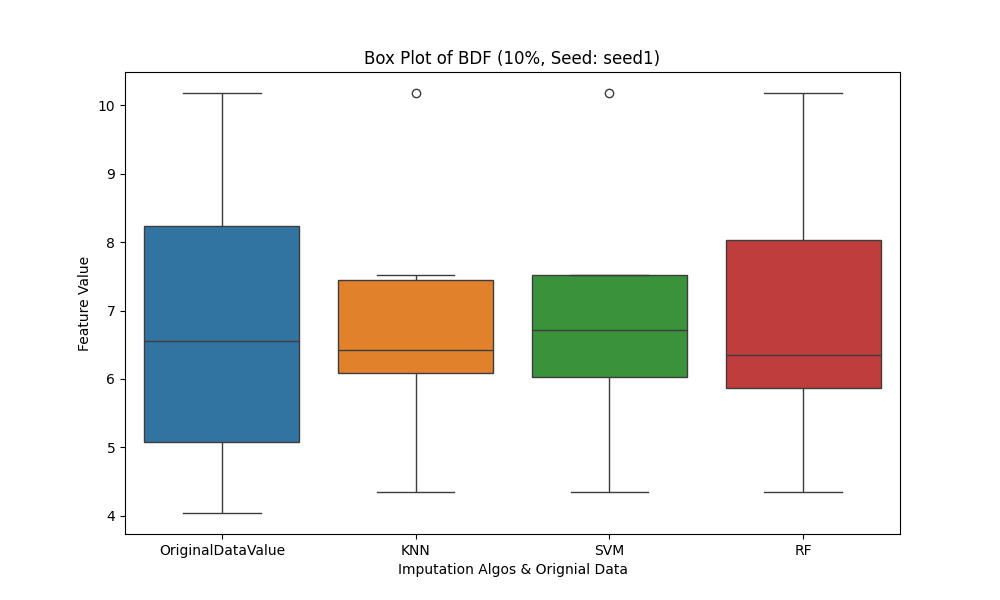 Box Plot of BDF (10%, Seed: seed1)
Feature Value
10
9
8
7
6
5
4
OriginalDataValue KNN SVM RF
Imputation Algos & Orignial Data